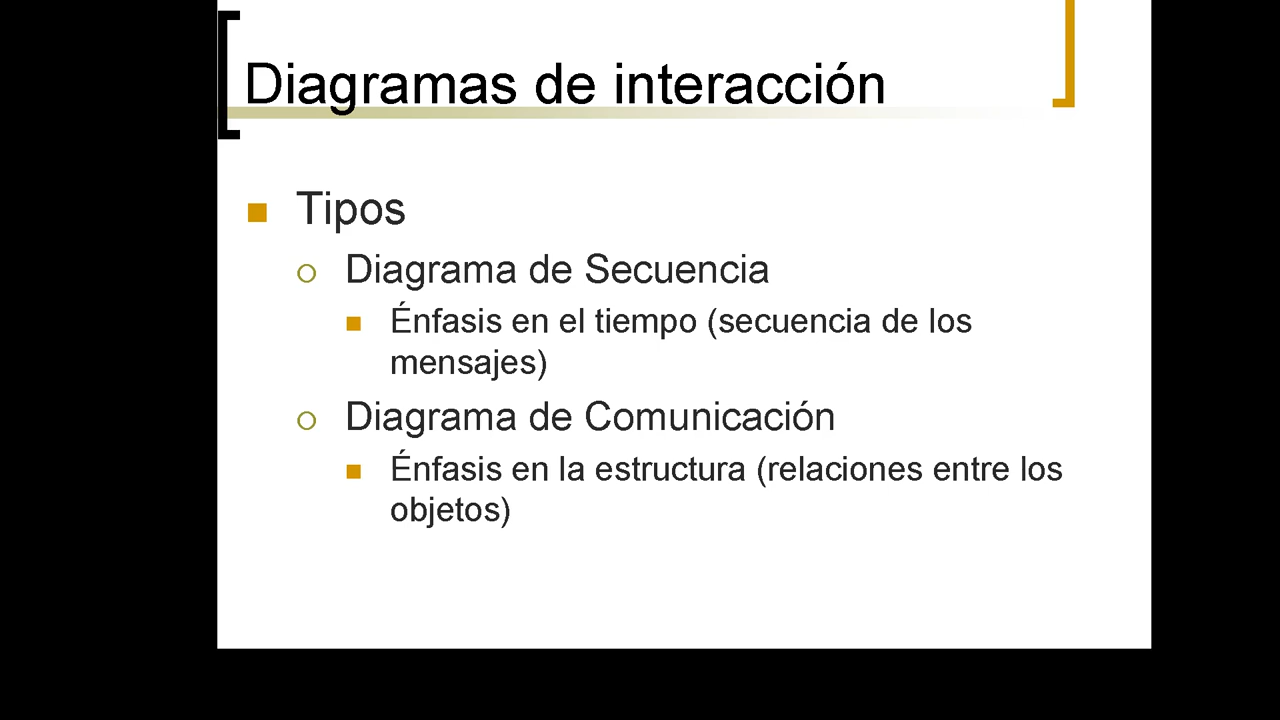 Diagramas de interacción
Tipos
Diagrama de Secuencia
Énfasis en el tiempo (secuencia de los
mensajes)
Diagrama de Comunicación
Énfasis en la estructura (relaciones entre los
objetos)